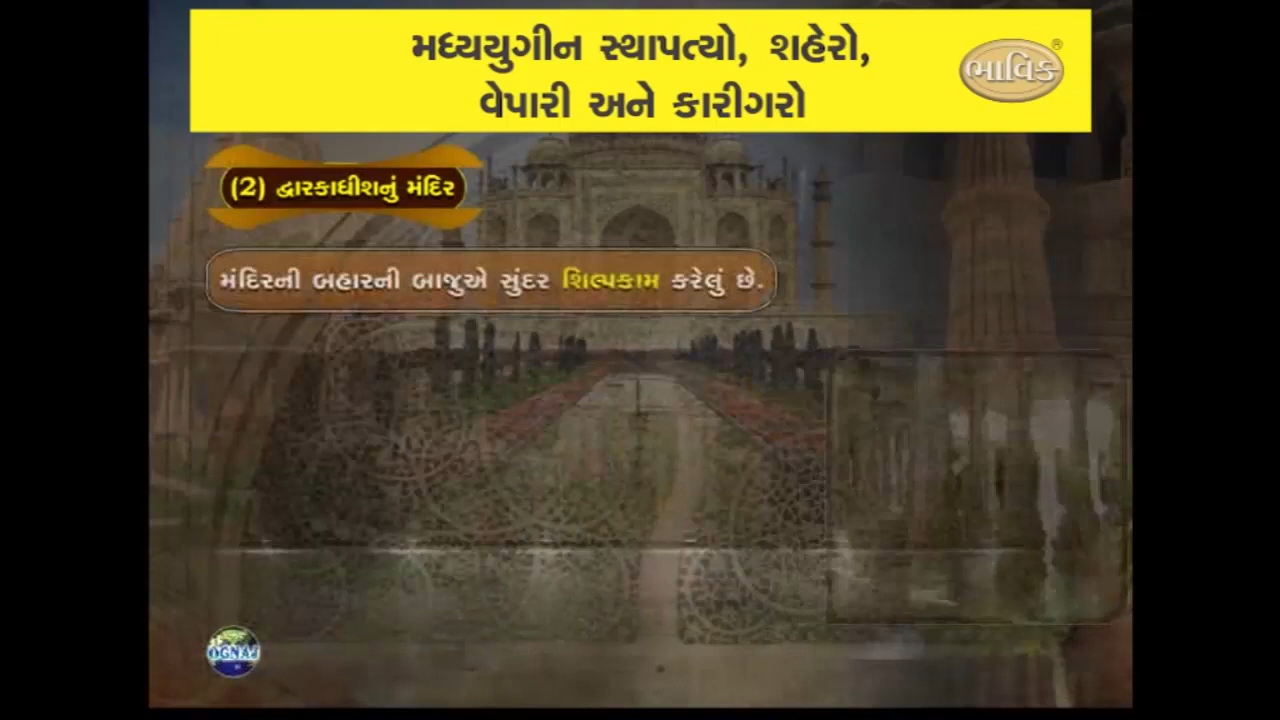 મધ્યયુગીન સ્થાપત્યો, શહેરો,
વેપારી અને કારીગરો
ભાવિક
(2) દ્વારકાધીશનું મંદિર
મંદિરની બહારની બાજુએ સુંદર શિલ્પકામ કરેલું છે.